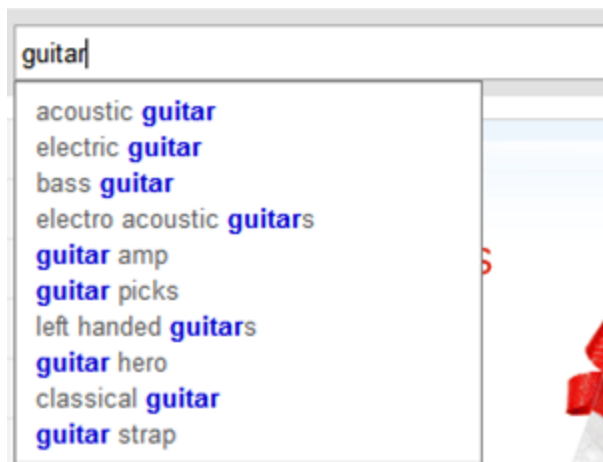 guitar
acoustic guitar
electric guitar
bass guitar
electro acoustic guitars
guitar amp
guitar picks
left handed guitars
guitar hero
classical guitar
guitar strap
s